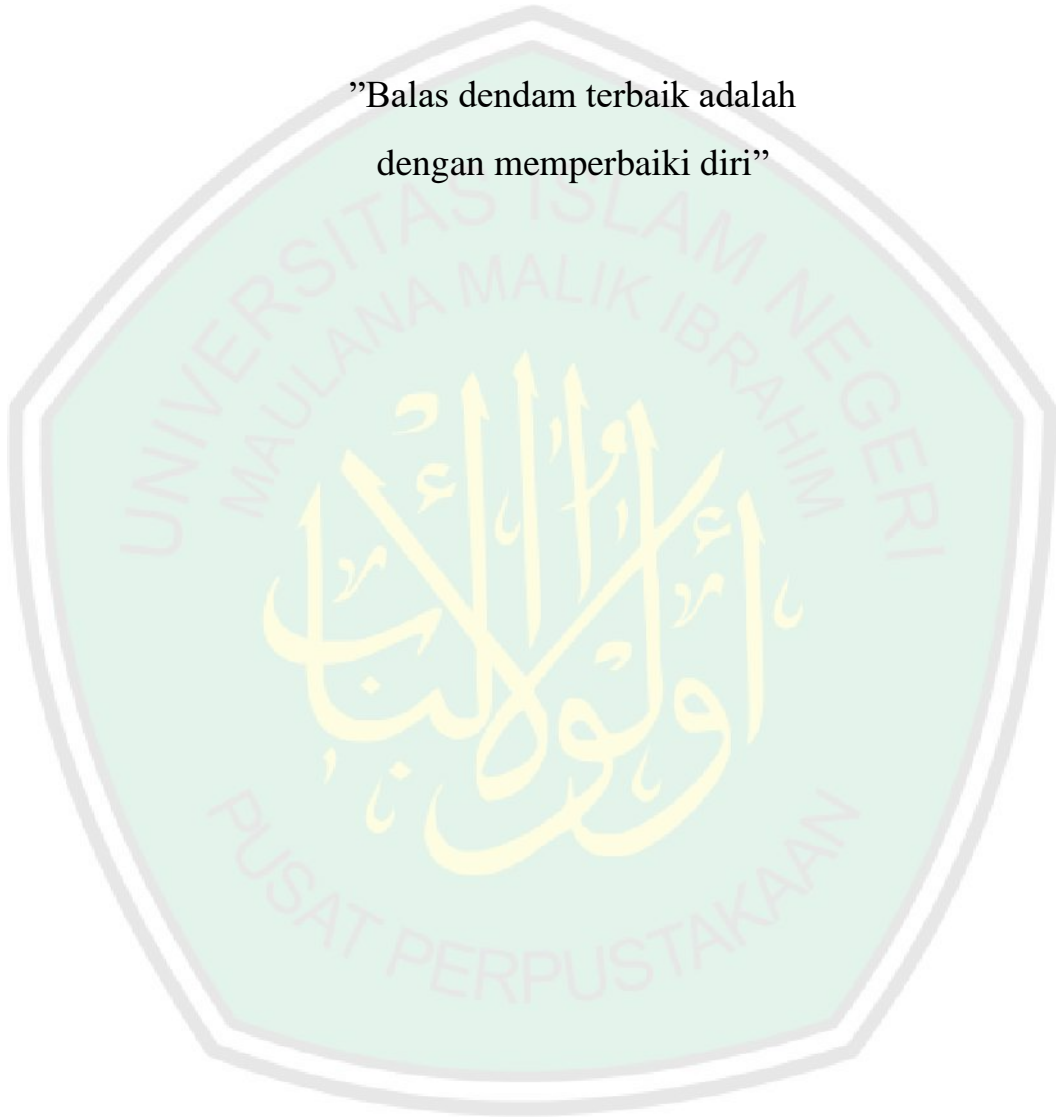 ”Balas dendam terbaik adalah
dengan memperbaiki diri”
UNIVERSITAS ISLAM NEGERI
MAULANA MALIK IBRAHIM
أولوا الألباب
PUSAT PERPUSTAKAAN